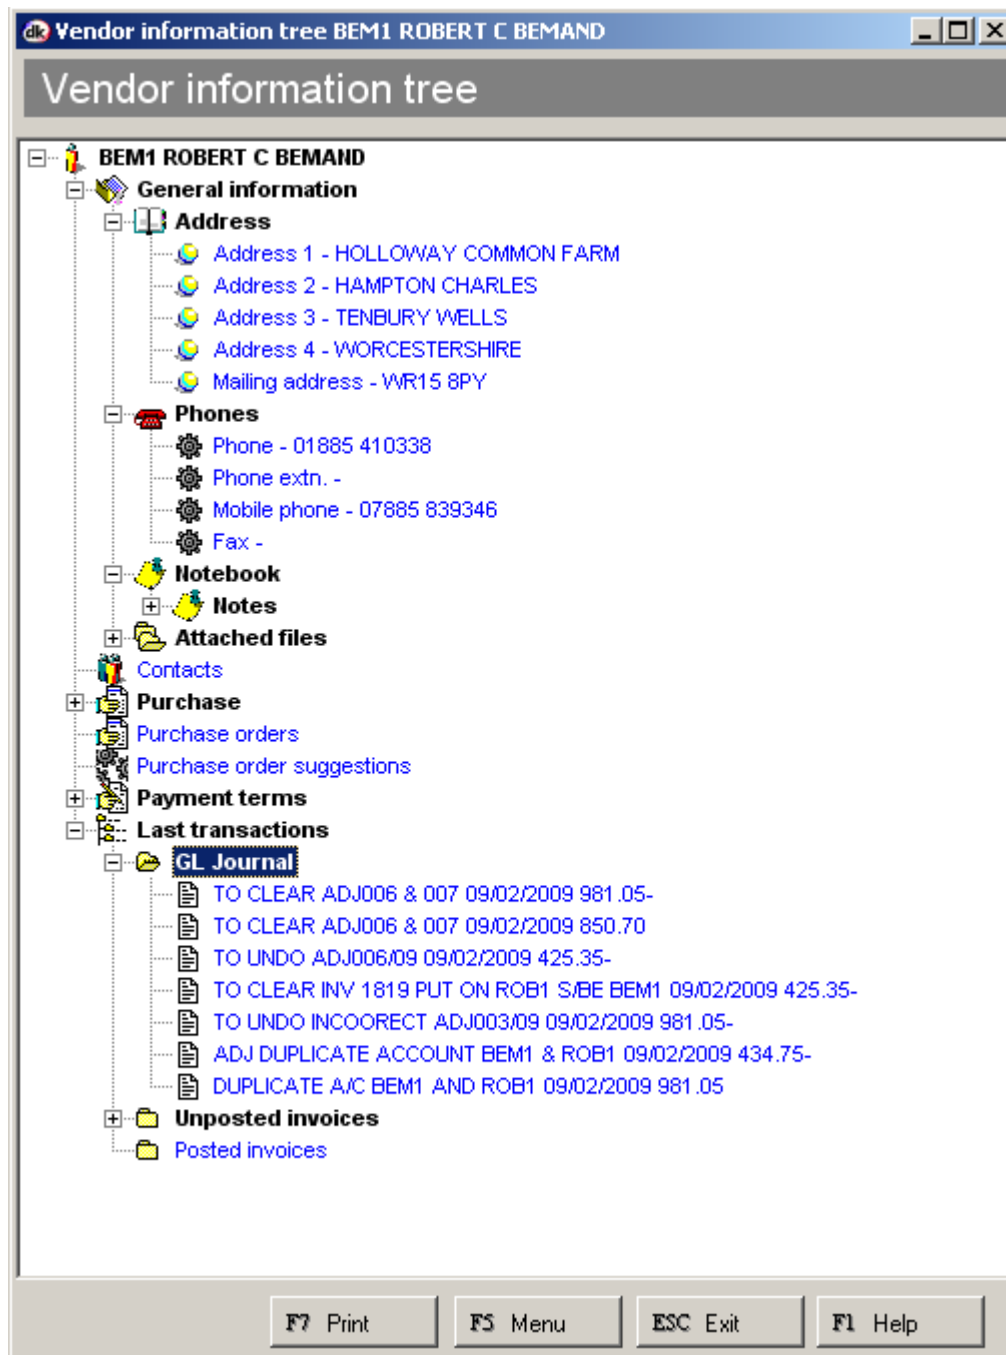 dk Vendor information tree BEM1 ROBERT C BEMAND
Vendor information tree
BEM1 ROBERT C BEMAND
General information
Address
Address 1 - HOLLOWAY COMMON FARM
Address 2 - HAMPTON CHARLES
Address 3 - TENBURY WELLS
Address 4 - WORCESTERSHIRE
Mailing address - WR15 8PY
Phones
Phone - 01885 410338
Phone extn. -
Mobile phone - 07885 839346
Fax -
Notebook
Notes
Attached files
Contacts
Purchase
Purchase orders
Purchase order suggestions
Payment terms
Last transactions
GL Journal
TO CLEAR ADJ006 & 007 09/02/2009 981.05-
TO CLEAR ADJ006 & 007 09/02/2009 850.70
TO UNDO ADJ006/09 09/02/2009 425.35-
TO CLEAR INV 1819 PUT ON ROB1 S/BE BEM1 09/02/2009 425.35-
TO UNDO INCOORECT ADJ003/09 09/02/2009 981.05-
ADJ DUPLICATE ACCOUNT BEM1 & ROB1 09/02/2009 434.75-
DUPLICATE A/C BEM1 AND ROB1 09/02/2009 981.05
Unposted invoices
Posted invoices
F7 Print F5 Menu ESC Exit F1 Help